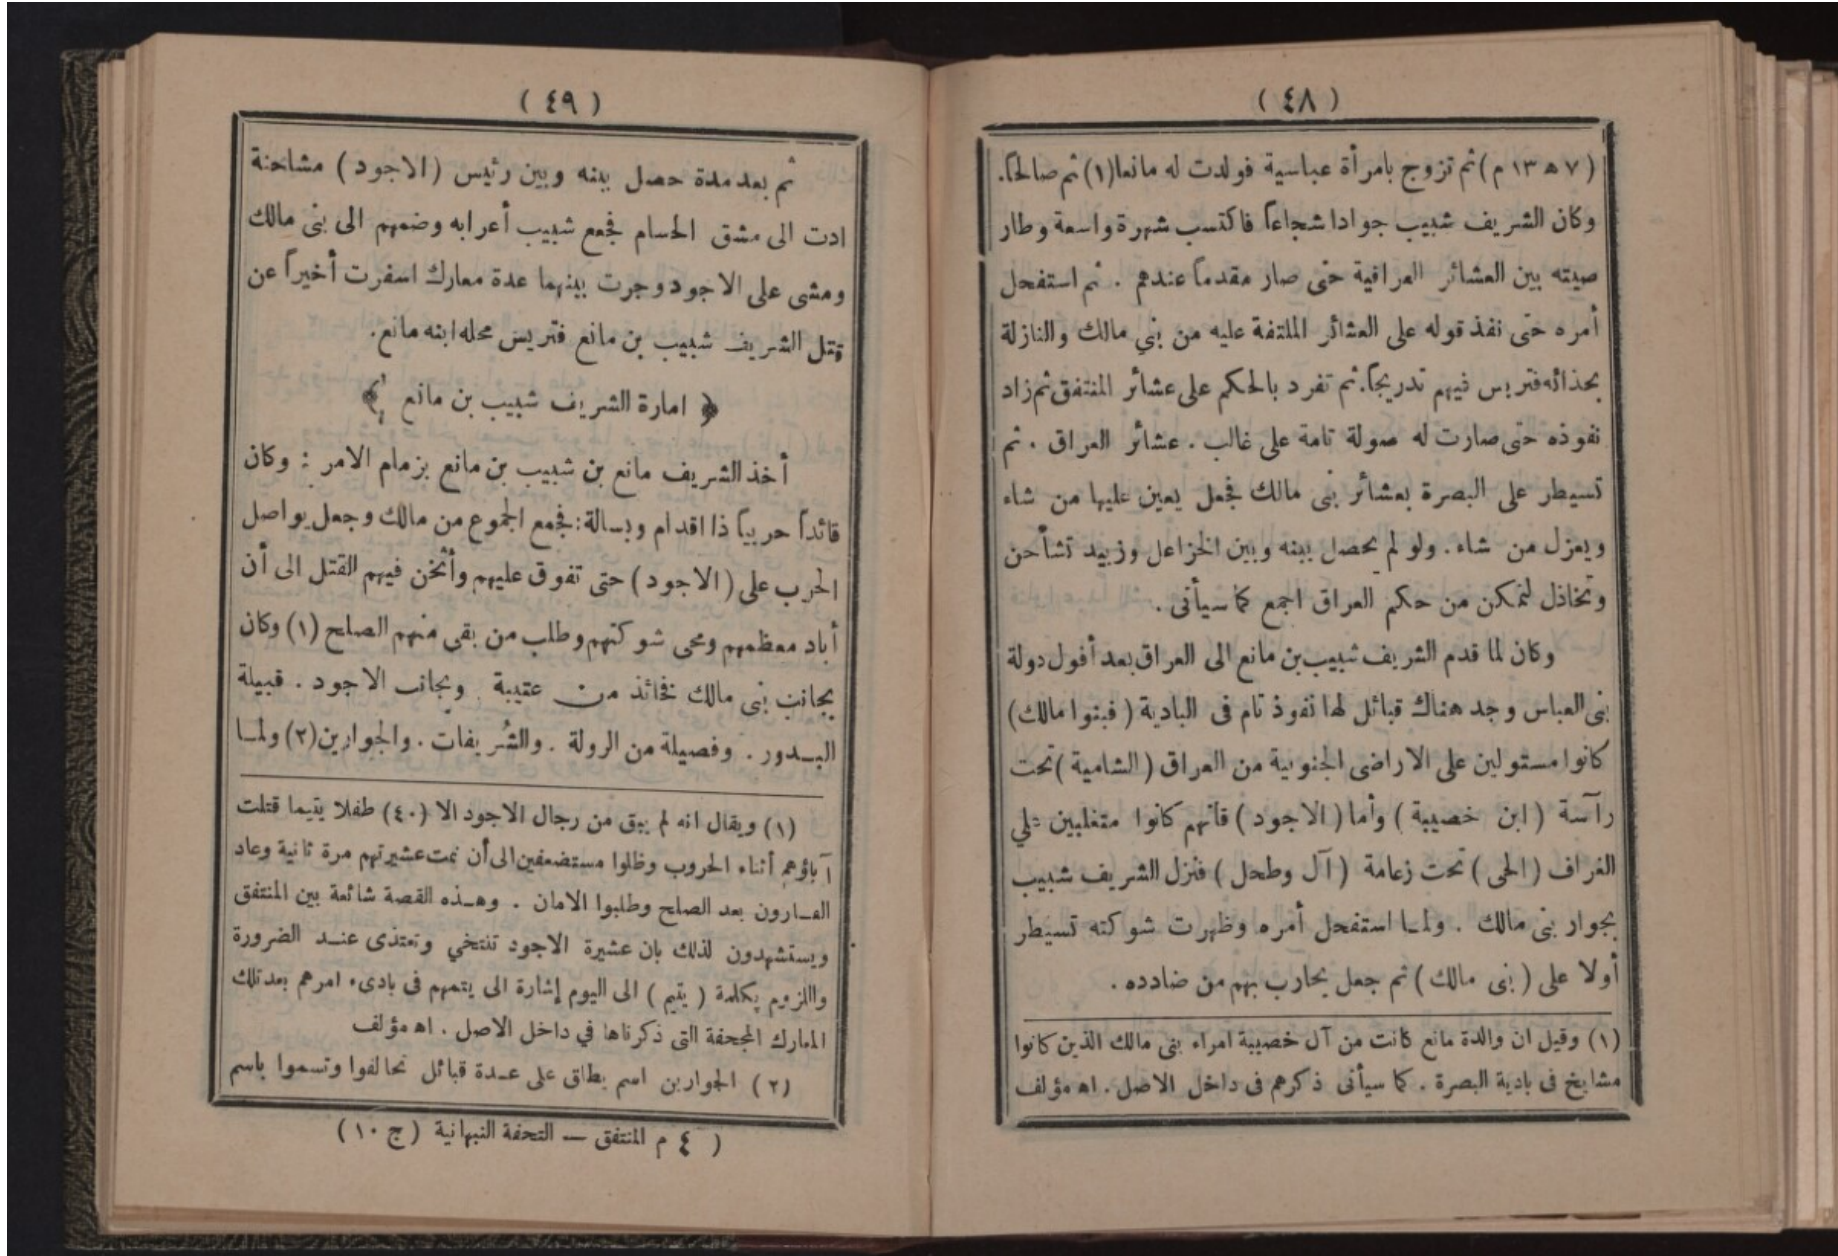 ( ٤٨ )
( ٧ ھ ١٣ م ) ثم تزوج بامرأة عباسية فولدت له مانعا(١) ثم صالحاً.
وكان الشريف شبيب جوادا شجاعاً فاكتسب شهرة واسعة وطار
صيته بين العشائر العراقية حتى صار مقدماً عندهم . ثم استفحل
أمره حتى نفذ قوله على العشائر الملتفة عليه من بني مالك والنازلة
بحذائه فتريس فيهم تدريجاً. ثم تفرد بالحكم على عشائر المنتفق ثم زاد
نفوذه حتى صارت له صولة تامة على غالب . عشائر العراق . ثم
تسيطر على البصرة بعشائر بنى مالك فجعل يعين عليها من شاء
ويعزل من شاء . ولو لم يحصل بينه وبين الخزاعل وزبيد تشأحن
وتخاذل لتمكن من حكم العراق اجمع كما سيأتى .
وكان لما قدم الشريف شبيب بن مانع الى العراق بعد أفول دولة
بنى العباس وجد هناك قبائل لها نفوذ تام فى البادية ( فبنوا مالك )
كانوا مستولين على الاراضى الجنوبية من العراق ( الشامية ) تحت
رآسة ( ابن خصيبة ) وأما ( الاجود ) فانهم كانوا متغلبين على
الغراف ( الحى ) تحت زعامة ( آل وطحل ) فنزل الشريف شبيب
بجوار بنى مالك . ولما استفحل أمره وظهرت شوكته تسيطر
أولا على ( بنى مالك ) ثم جعل يحارب بهم من ضادده .
(١) وقيل ان والدة مانع كانت من آل خصيبة امراء بنى مالك الذين كانوا
مشايخ فى بادية البصرة . كما سيأتى ذكرهم فى داخل الاصل . اه مؤلف
( ٤٩ )
ثم بعد مدة حصل بينه وبين رئيس ( الاجود ) مشاحنة
ادت الى مشق الحسام فجمع شبيب أعرابه وضمهم الى بنى مالك
ومشى على الاجود وجرت بينهما عدة معارك اسفرت أخيراً عن
قتل الشريف شبيب بن مانع فتريس محله ابنه مانع.
﴿ امارة الشريف شبيب بن مانع ﴾
أخذ الشريف مانع بن شبيب بن مانع بزمام الامر : وكان
قائداً حربياً ذا اقدام وبسالة: فجمع الجموع من مالك وجعل يواصل
الحرب على ( الاجود ) حتى تفوق عليهم وأثخن فيهم القتل الى أن
أباد معظمهم ومحى شوكتهم وطلب من بقى منهم الصلح (١) وكان
بجانب بنى مالك فخائذ من عقيبة وبجانب الاجود . قبيلة
البدور . وفصيلة من الرولة . والشُريفات . والجوارين(٢) ولما
(١) ويقال انه لم يبق من رجال الاجود الا (٤٠) طفلا يتيما قتلت
آباؤهم أثناء الحروب وظلوا مستضعفين الى أن نمت عشيرتهم مرة ثانية وعاد
الفارون بعد الصلح وطلبوا الامان . وهذه القصة شائعة بين المنتفق
ويستشهدون لذلك بان عشيرة الاجود تنتخي وتعتذى عند الضرورة
واللزوم بكلمة ( يتيم ) الى اليوم إشارة الى يتمهم فى بادىء امرهم بعد تلك
المعارك المجحفة التى ذكرناها في داخل الاصل . اه مؤلف
(٢) الجوارين اسم يطلق على عدة قبائل تحالفوا وتسموا باسم
( ٤ م المنتفق — التحفة النبهانية ( ج ١٠ )